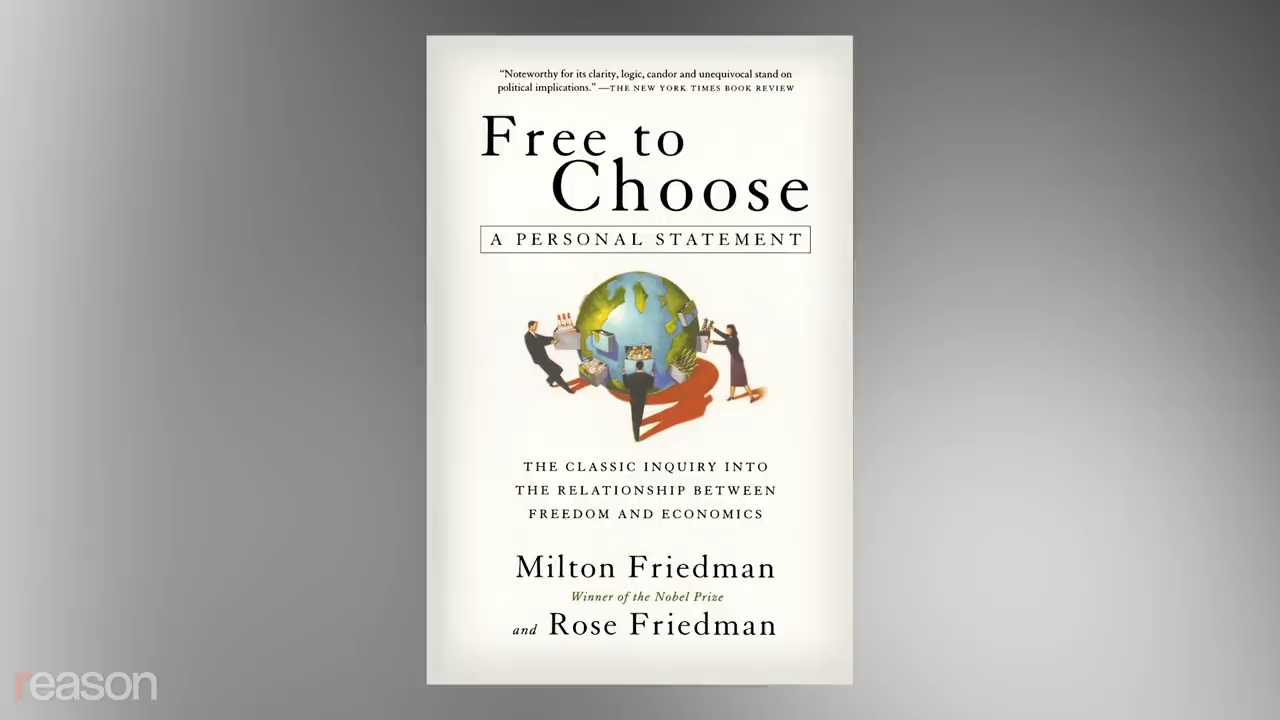 “Noteworthy for its clarity, logic, candor and unequivocal stand on
political implications.” —THE NEW YORK TIMES BOOK REVIEW
Free to
Choose
A PERSONAL STATEMENT
THE CLASSIC INQUIRY INTO
THE RELATIONSHIP BETWEEN
FREEDOM AND ECONOMICS
Milton Friedman
Winner of the Nobel Prize
and Rose Friedman
reason